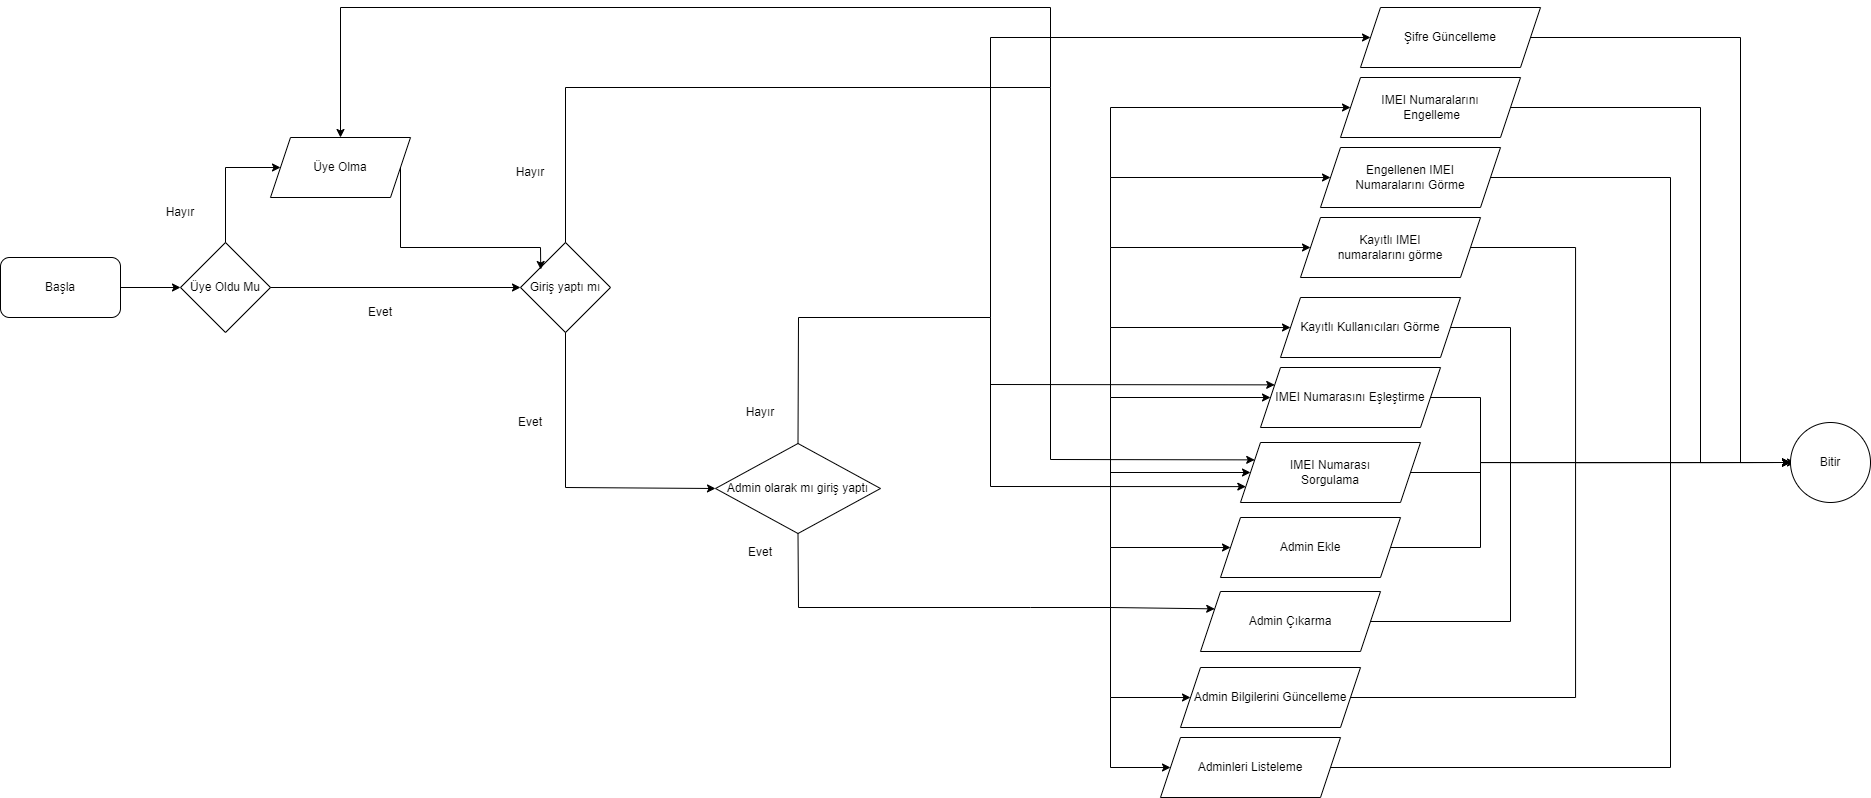 Başla
Üye Oldu Mu
Hayır
Üye Olma
Evet
Giriş yaptı mı
Hayır
Evet
Admin olarak mı giriş yaptı
Hayır
Evet
Şifre Güncelleme
IMEI Numaralarını
Engelleme
Engellenen IMEI
Numaralarını Görme
Kayıtlı IMEI
numaralarını görme
Kayıtlı Kullanıcıları Görme
IMEI Numarasını Eşleştirme
IMEI Numarası
Sorgulama
Admin Ekle
Admin Çıkarma
Admin Bilgilerini Güncelleme
Adminleri Listeleme
Bitir